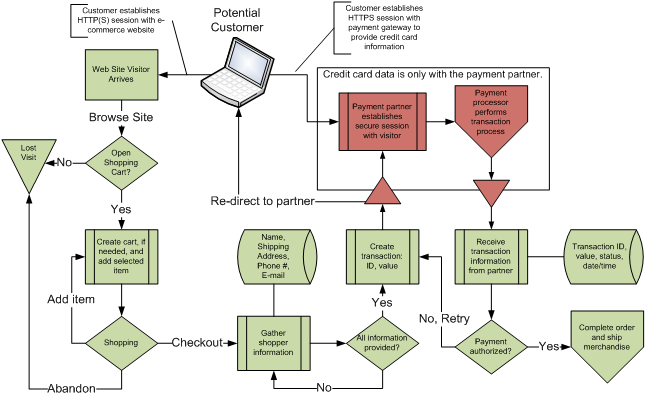 Customer establishes
HTTP(S) session with e-
commerce website
Potential
Customer
Customer establishes
HTTPS session with
payment gateway to
provide credit card
information
Web Site Visitor
Arrives
Credit card data is only with the payment partner.
Payment partner
establishes
secure session
with visitor
Payment
processor
performs
transaction
process
Browse Site
Lost
Visit
No
Open
Shopping
Cart?
Re-direct to partner
Yes
Create cart, if
needed, and
add selected
item
Name,
Shipping
Address,
Phone #,
E-mail
Create
transaction:
ID, value
Receive
transaction
information
from partner
Transaction ID,
value, status,
date/time
Add item
Yes
No, Retry
Shopping
Checkout
Gather
shopper
information
All information
provided?
Payment
authorized?
Yes
Complete order
and ship
merchandise
No
Abandon